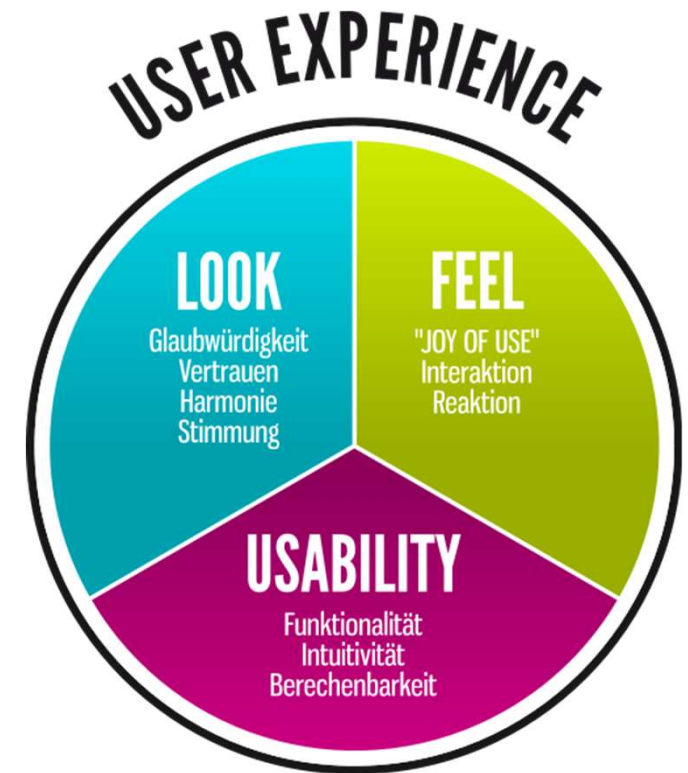 USER EXPERIENCE
LOOK
Glaubwürdigkeit
Vertrauen
Harmonie
Stimmung
FEEL
"JOY OF USE"
Interaktion
Reaktion
USABILITY
Funktionalität
Intuitivität
Berechenbarkeit